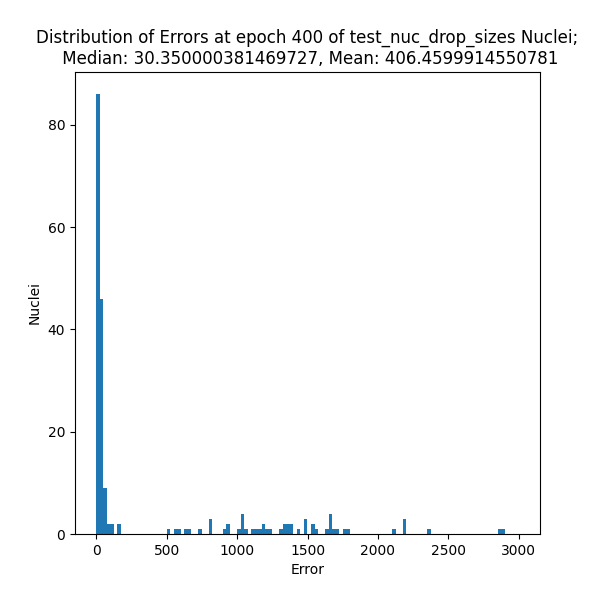 Distribution of Errors at epoch 400 of test_nuc_drop_sizes Nuclei;
Median: 30.350000381469727, Mean: 406.4599914550781
80
60
Nuclei
40
20
0
0 500 1000 1500 2000 2500 3000
Error